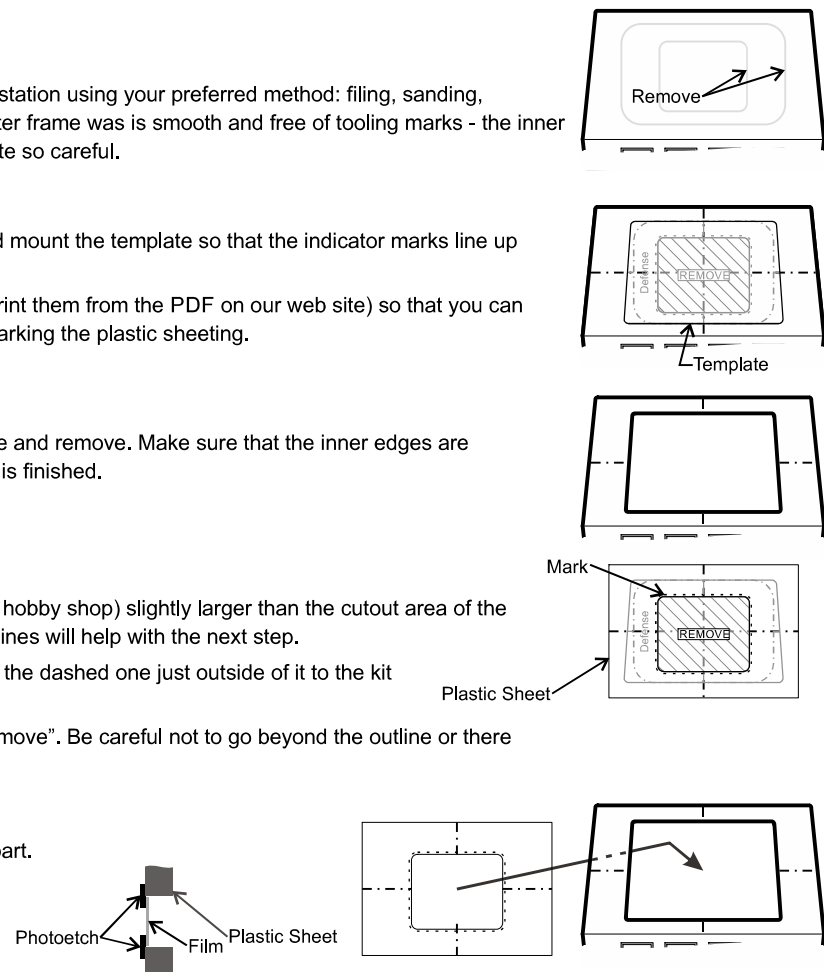 Remove
station using your preferred method: filing, sanding,
ter frame was is smooth and free of tooling marks - the inner
te so careful.
d mount the template so that the indicator marks line up
Defense
REMOVE
rint them from the PDF on our web site) so that you can
arking the plastic sheeting.
Template
e and remove. Make sure that the inner edges are
is finished.
Mark
hobby shop) slightly larger than the cutout area of the
ines will help with the next step.
Defense
REMOVE
the dashed one just outside of it to the kit
Plastic Sheet
move”. Be careful not to go beyond the outline or there
part.
Photoetch
Film
Plastic Sheet